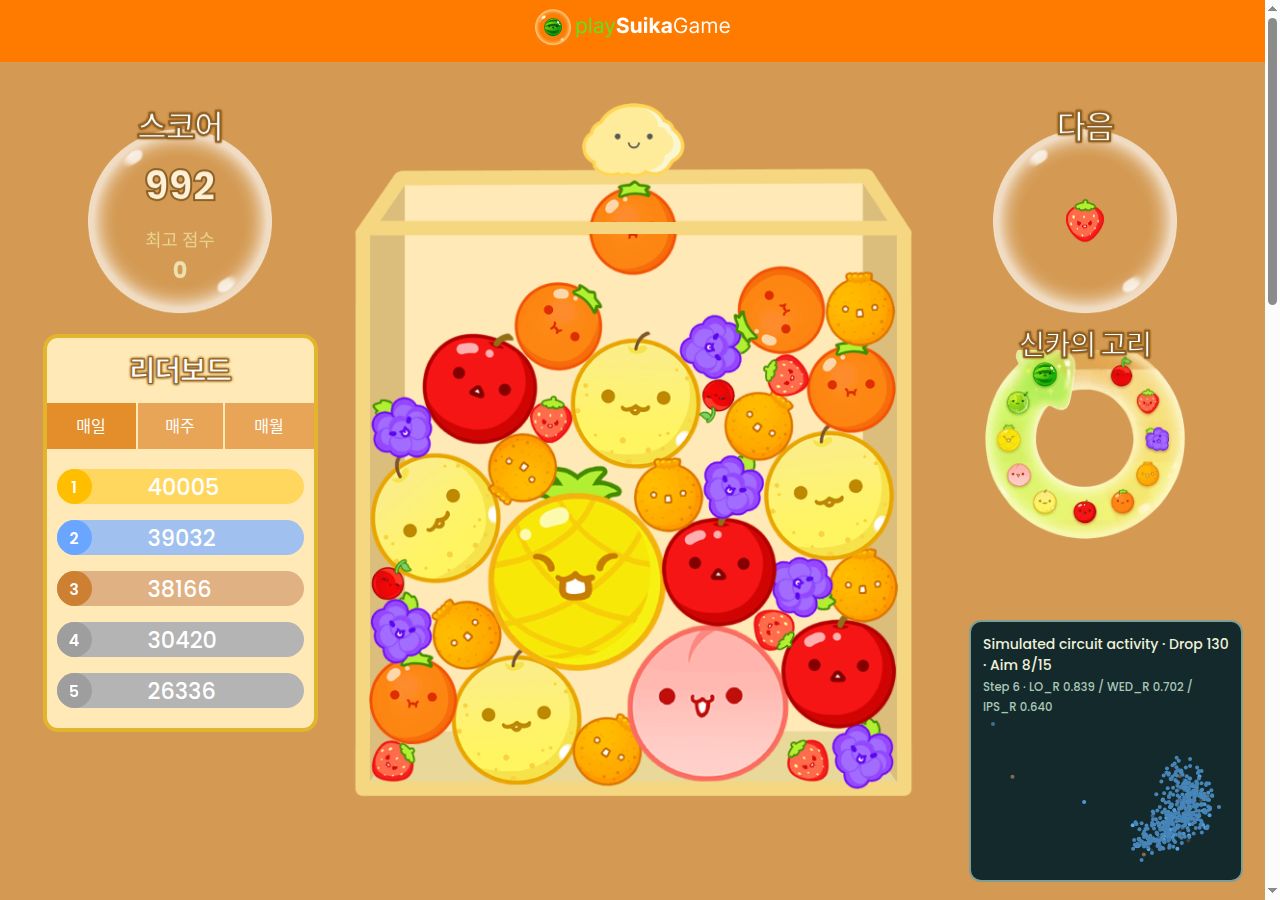 playSuikaGame
스코어
992
최고 점수
0
다음
리더보드
매일 매주 매월
1 40005
2 39032
3 38166
4 30420
5 26336
신카의 고리
Simulated circuit activity · Drop 130
· Aim 8/15
Step 6 · LO_R 0.839 / WED_R 0.702 /
IPS_R 0.640